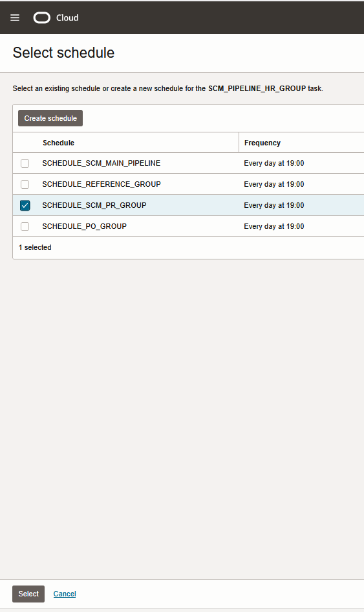 Cloud
Select schedule
Select an existing schedule or create a new schedule for the SCM_PIPELINE_HR_GROUP task.
Create schedule
Schedule Frequency
SCHEDULE_SCM_MAIN_PIPELINE Every day at 19:00
SCHEDULE_REFERENCE_GROUP Every day at 19:00
SCHEDULE_SCM_PR_GROUP Every day at 19:00
SCHEDULE_PO_GROUP Every day at 19:00
1 selected
Select Cancel